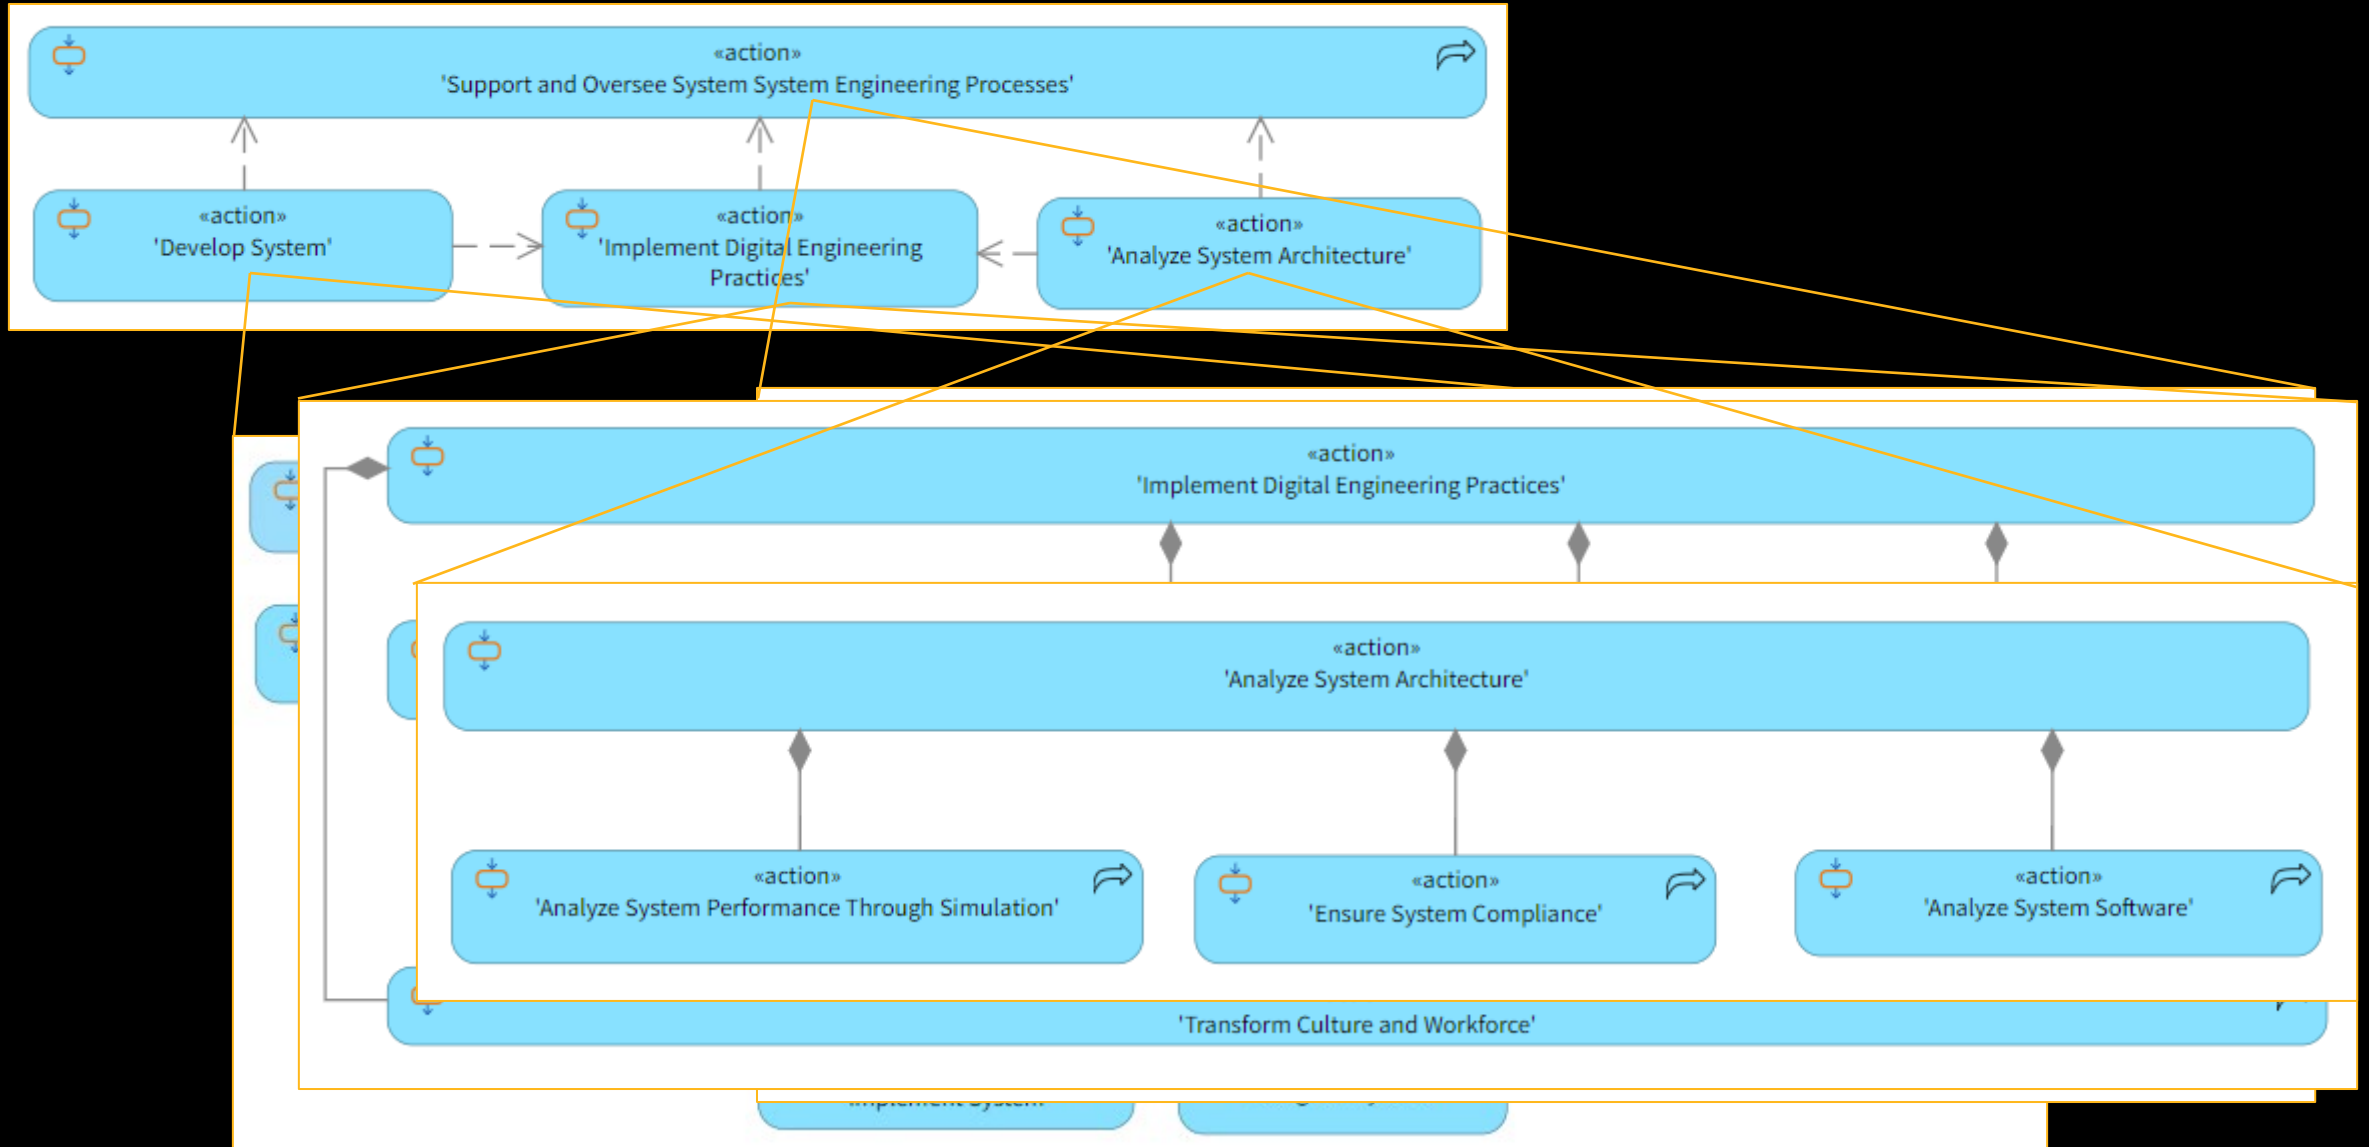 «action»
'Support and Oversee System System Engineering Processes'
«action»
'Develop System'
«action»
'Implement Digital Engineering
Practices'
«action»
'Analyze System Architecture'
«action»
'Implement Digital Engineering Practices'
«action»
'Analyze System Architecture'
«action»
'Analyze System Performance Through Simulation'
«action»
'Ensure System Compliance'
«action»
'Analyze System Software'
'Transform Culture and Workforce'
Implement System